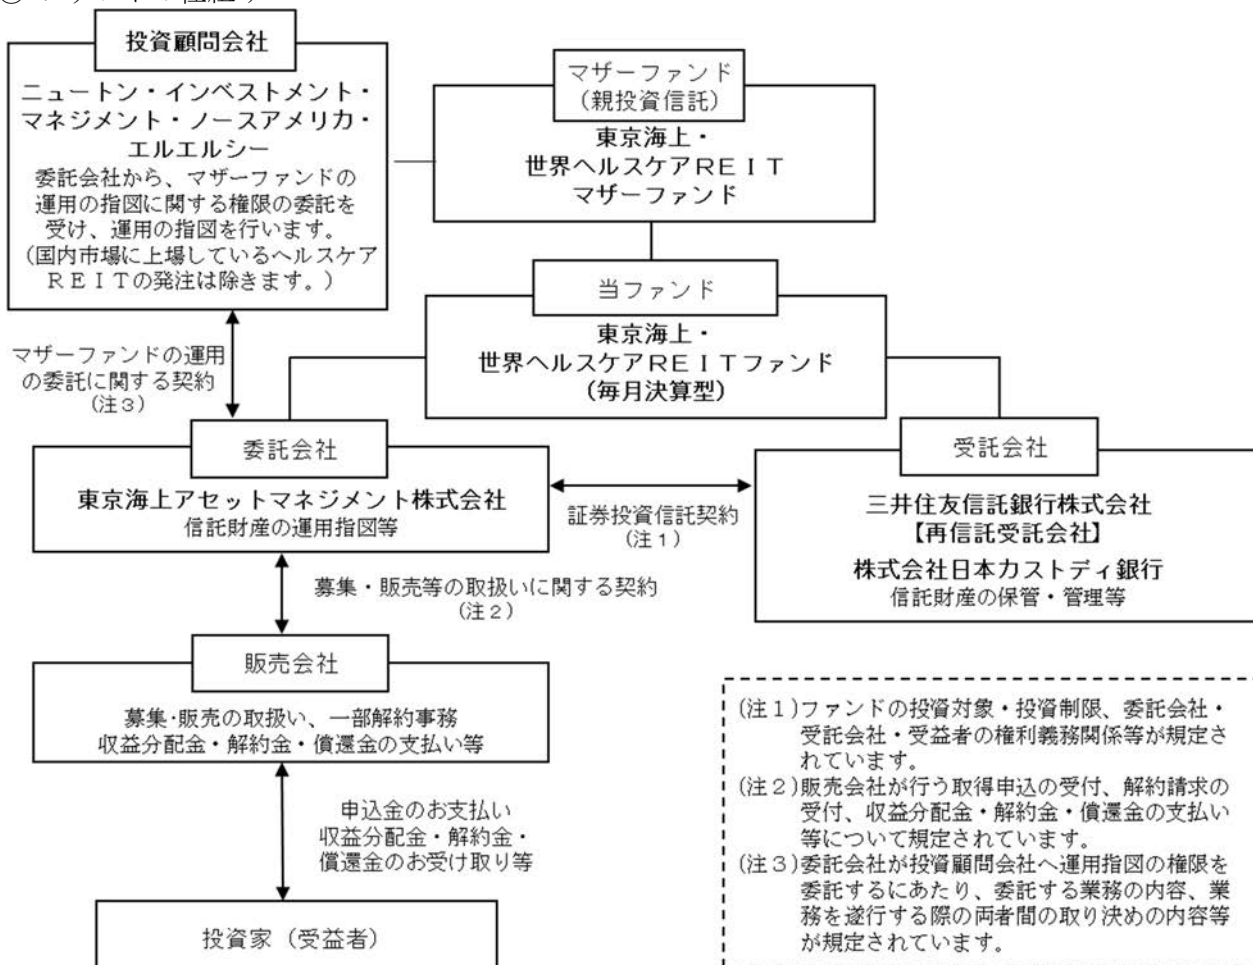 投資顧問会社
ニュートン・インベストメント・
マネジメント・ノースアメリカ・
エルエルシー
委託会社から、マザーファンドの
運用の指図に関する権限の委託を
受け、運用の指図を行います。
（国内市場に上場しているヘルスケア
ＲＥＩＴの発注は除きます。）
マザーファンド
（親投資信託）
東京海上・
世界ヘルスケアＲＥＩＴ
マザーファンド
当ファンド
東京海上・
世界ヘルスケアＲＥＩＴファンド
（毎月決算型）
マザーファンドの運用
の委託に関する契約
（注３）
委託会社
東京海上アセットマネジメント株式会社
信託財産の運用指図等
証券投資信託契約
（注１）
受託会社
三井住友信託銀行株式会社
【再信託受託会社】
株式会社日本カストディ銀行
信託財産の保管・管理等
募集・販売等の取扱いに関する契約
（注２）
販売会社
募集・販売の取扱い、一部解約事務
収益分配金・解約金・償還金の支払い等
申込金のお支払い
収益分配金・解約金・
償還金のお受け取り等
投資家（受益者）
(注１)ファンドの投資対象・投資制限、委託会社・
受託会社・受益者の権利義務関係等が規定さ
れています。
(注２)販売会社が行う取得申込の受付、解約請求の
受付、収益分配金・解約金・償還金の支払い
等について規定されています。
(注３)委託会社が投資顧問会社へ運用指図の権限を
委託するにあたり、委託する業務の内容、業
務を遂行する際の両者間の取り決めの内容等
が規定されています。